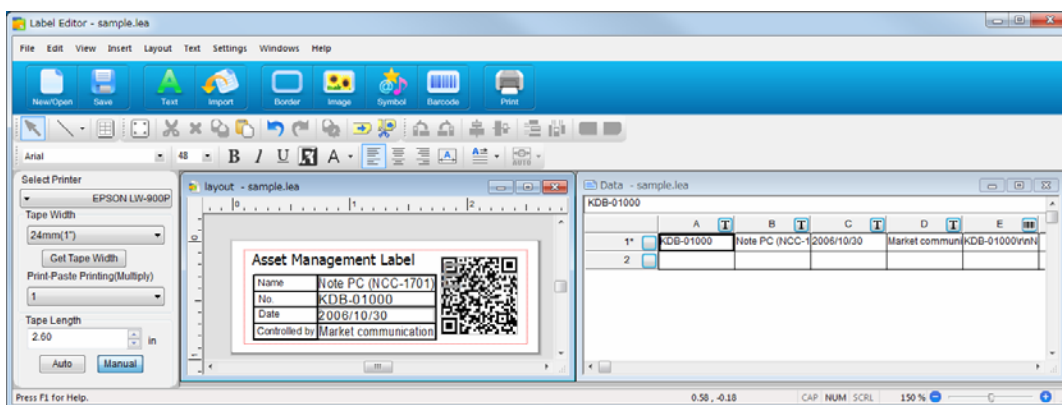 Label Editor - sample.lea
File Edit View Insert Layout Text Settings Windows Help
New/Open Save Text Import Border Image Symbol Barcode Print
Arial 48 B I U A A AUTO
Select Printer
EPSON LW-900P
Tape Width
24mm(1")
Get Tape Width
Print-Paste Printing(Multiply)
1
Tape Length
2.60 in
Auto Manual
layout - sample.lea
0 1 2
0
1
Asset Management Label
Name Note PC (NCC-1701)
No. KDB-01000
Date 2006/10/30
Controlled by Market communication
Data - sample.lea
KDB-01000
A T B T C T D T E
1* KDB-01000 Note PC (NCC-1 2006/10/30 Market communi KDB-01000\r\nN
2
Press F1 for Help. 0.58 , -0.18 CAP NUM SCRL 150 %